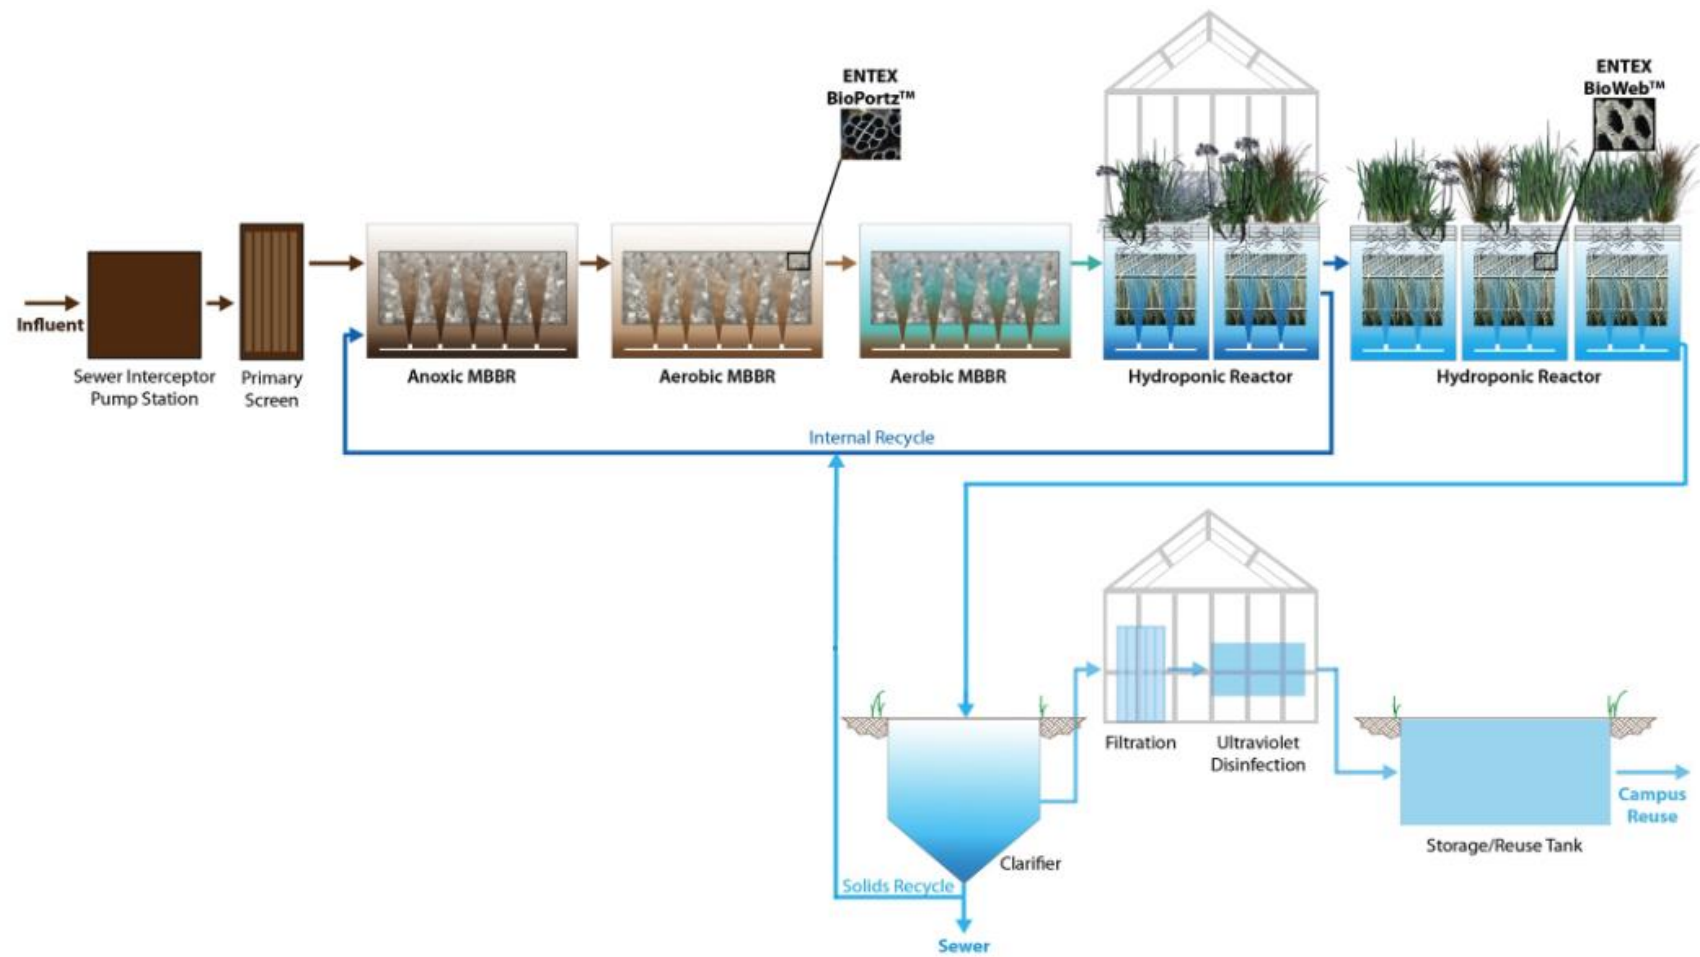 ENTEX
BioPortz™
ENTEX
BioWeb™
Influent
Sewer Interceptor
Pump Station
Primary
Screen
Anoxic MBBR
Aerobic MBBR
Aerobic MBBR
Hydroponic Reactor
Hydroponic Reactor
Internal Recycle
Filtration
Ultraviolet
Disinfection
Campus
Reuse
Storage/Reuse Tank
Clarifier
Solids Recycle
Sewer